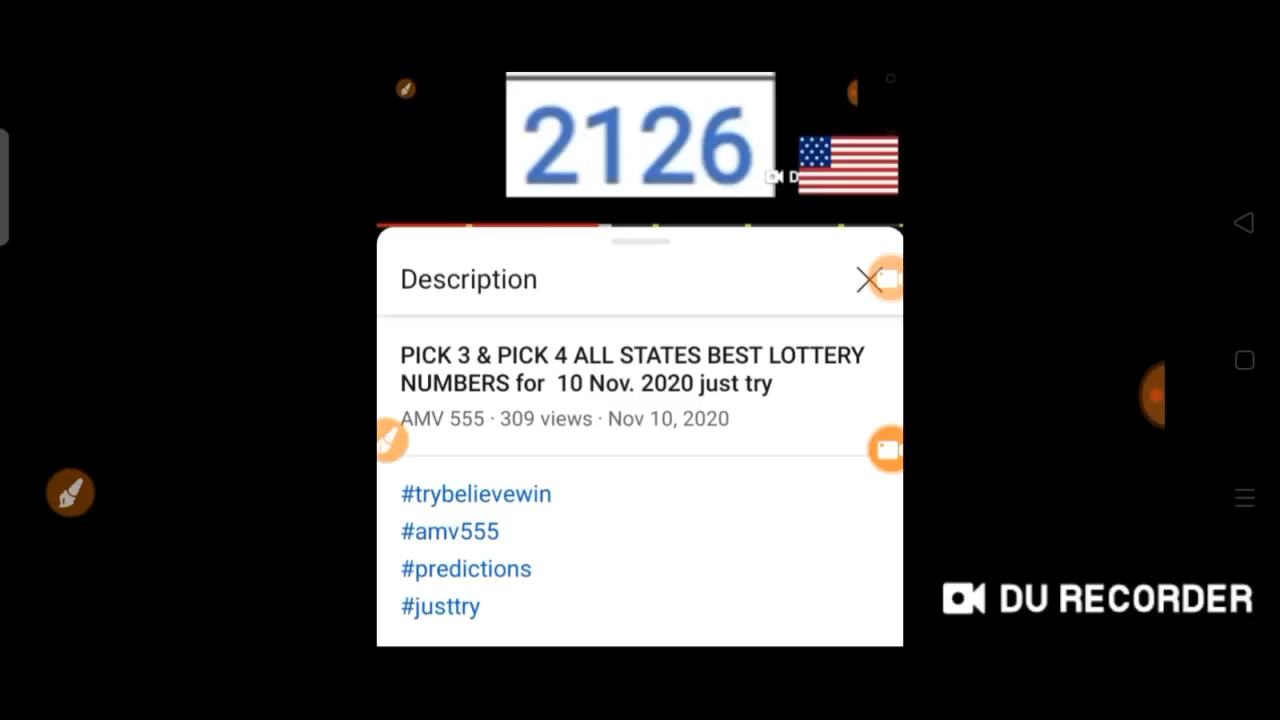 2126
D
Description
PICK 3 & PICK 4 ALL STATES BEST LOTTERY
NUMBERS for 10 Nov. 2020 just try
AMV 555 · 309 views · Nov 10, 2020
#trybelievewin
#amv555
#predictions
#justtry
DU RECORDER